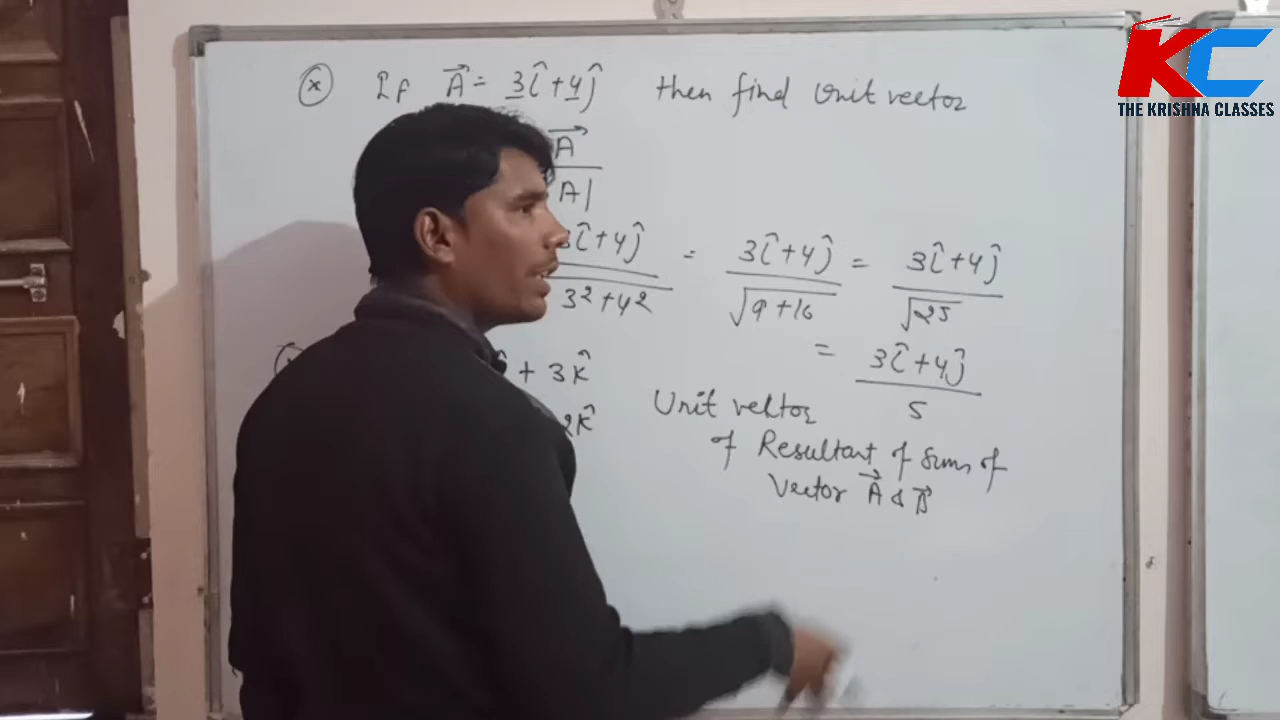 If A⃗ = 3î + 4ĵ then find Unit vector
A⃗
A|
3î + 4ĵ = 3î + 4ĵ = 3î + 4ĵ
3² + 4² √9 + 16 √25
= 3î + 4ĵ
5
+ 3k̂
2k̂
Unit vektor
of Resultant of sum of
Vector A⃗ & B⃗
KC
THE KRISHNA CLASSES